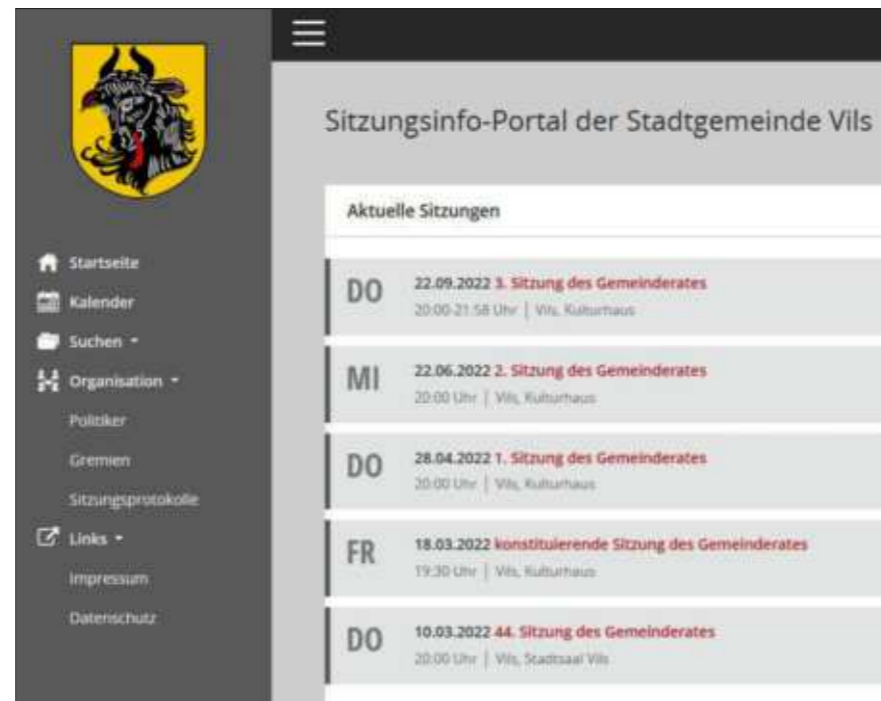 Sitzungsinfo-Portal der Stadtgemeinde Vils
Startseite
Kalender
Suchen
Organisation
Politiker
Gremien
Sitzungsprotokolle
Links
Impressum
Datenschutz
Aktuelle Sitzungen
DO
22.09.2022 3. Sitzung des Gemeinderates
20:00-21:58 Uhr | Vils, Kulturhaus
MI
22.06.2022 2. Sitzung des Gemeinderates
20:00 Uhr | Vils, Kulturhaus
DO
28.04.2022 1. Sitzung des Gemeinderates
20:00 Uhr | Vils, Kulturhaus
FR
18.03.2022 konstituierende Sitzung des Gemeinderates
19:30 Uhr | Vils, Kulturhaus
DO
10.03.2022 44. Sitzung des Gemeinderates
20:00 Uhr | Vils, Stadtsaal Vils